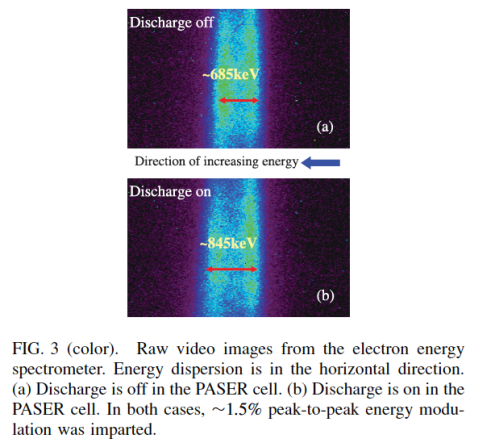 Discharge off
~685keV
(a)
Direction of increasing energy
Discharge on
~845keV
(b)
FIG. 3 (color). Raw video images from the electron energy
spectrometer. Energy dispersion is in the horizontal direction.
(a) Discharge is off in the PASER cell. (b) Discharge is on in the
PASER cell. In both cases, ~1.5% peak-to-peak energy modu-
lation was imparted.